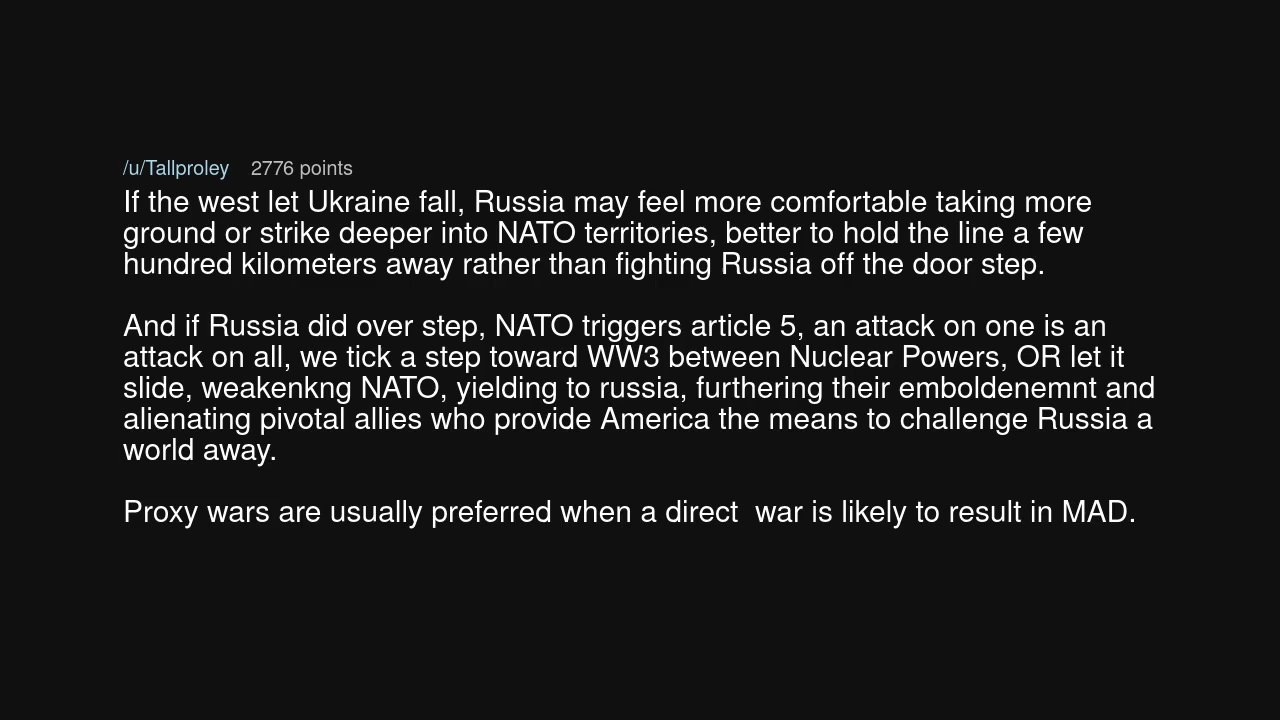 /u/Tallproley 2776 points
If the west let Ukraine fall, Russia may feel more comfortable taking more
ground or strike deeper into NATO territories, better to hold the line a few
hundred kilometers away rather than fighting Russia off the door step.
And if Russia did over step, NATO triggers article 5, an attack on one is an
attack on all, we tick a step toward WW3 between Nuclear Powers, OR let it
slide, weakenkng NATO, yielding to russia, furthering their emboldenemnt and
alienating pivotal allies who provide America the means to challenge Russia a
world away.
Proxy wars are usually preferred when a direct  war is likely to result in MAD.